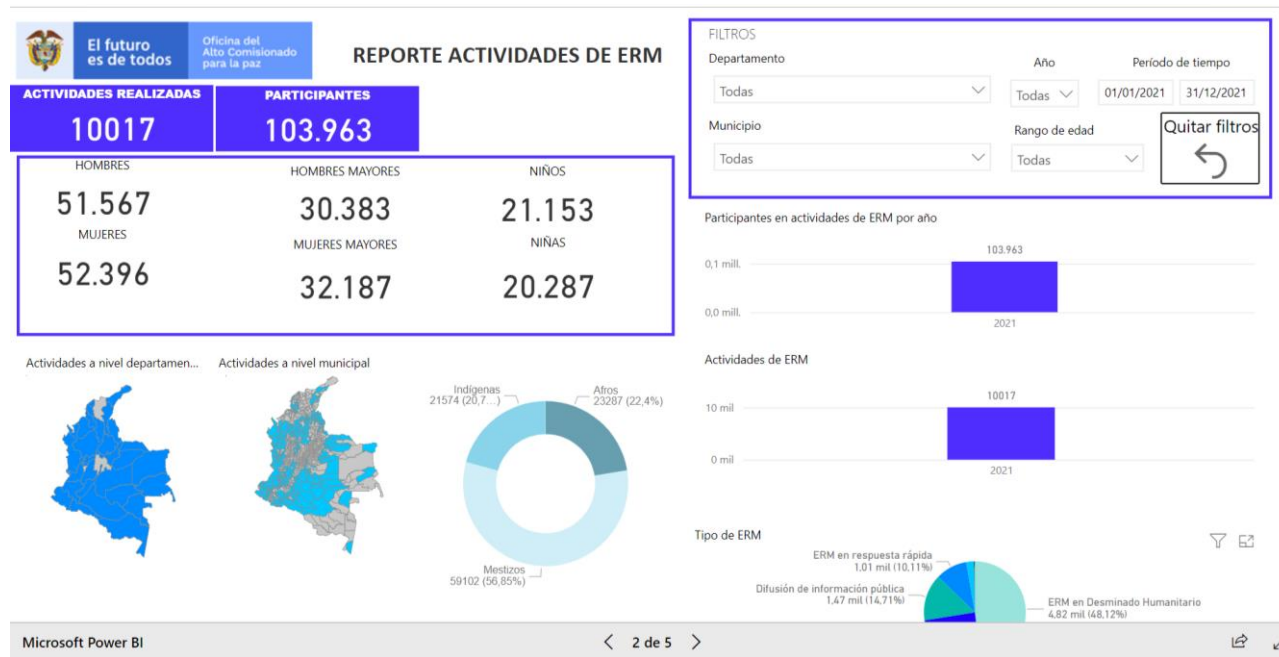 El futuro
es de todos
Oficina del
Alto Comisionado
para la paz
REPORTE ACTIVIDADES DE ERM
ACTIVIDADES REALIZADAS
10017
PARTICIPANTES
103.963
HOMBRES
51.567
MUJERES
52.396
HOMBRES MAYORES
30.383
MUJERES MAYORES
32.187
NIÑOS
21.153
NIÑAS
20.287
FILTROS
Departamento
Todas
Año
Todas
Período de tiempo
01/01/2021 31/12/2021
Municipio
Todas
Rango de edad
Todas
Quitar filtros
Participantes en actividades de ERM por año
103.963
0,1 mill.
0,0 mill.
2021
Actividades de ERM
10017
10 mil
0 mil
2021
Actividades a nivel departamen...
Actividades a nivel municipal
Indígenas
21574 (20,7...)
Afros
23287 (22,4%)
Mestizos
59102 (56,85%)
Tipo de ERM
ERM en respuesta rápida
1,01 mil (10,11%)
Difusión de información pública
1,47 mil (14,71%)
ERM en Desminado Humanitario
4,82 mil (48,12%)
Microsoft Power BI
2 de 5